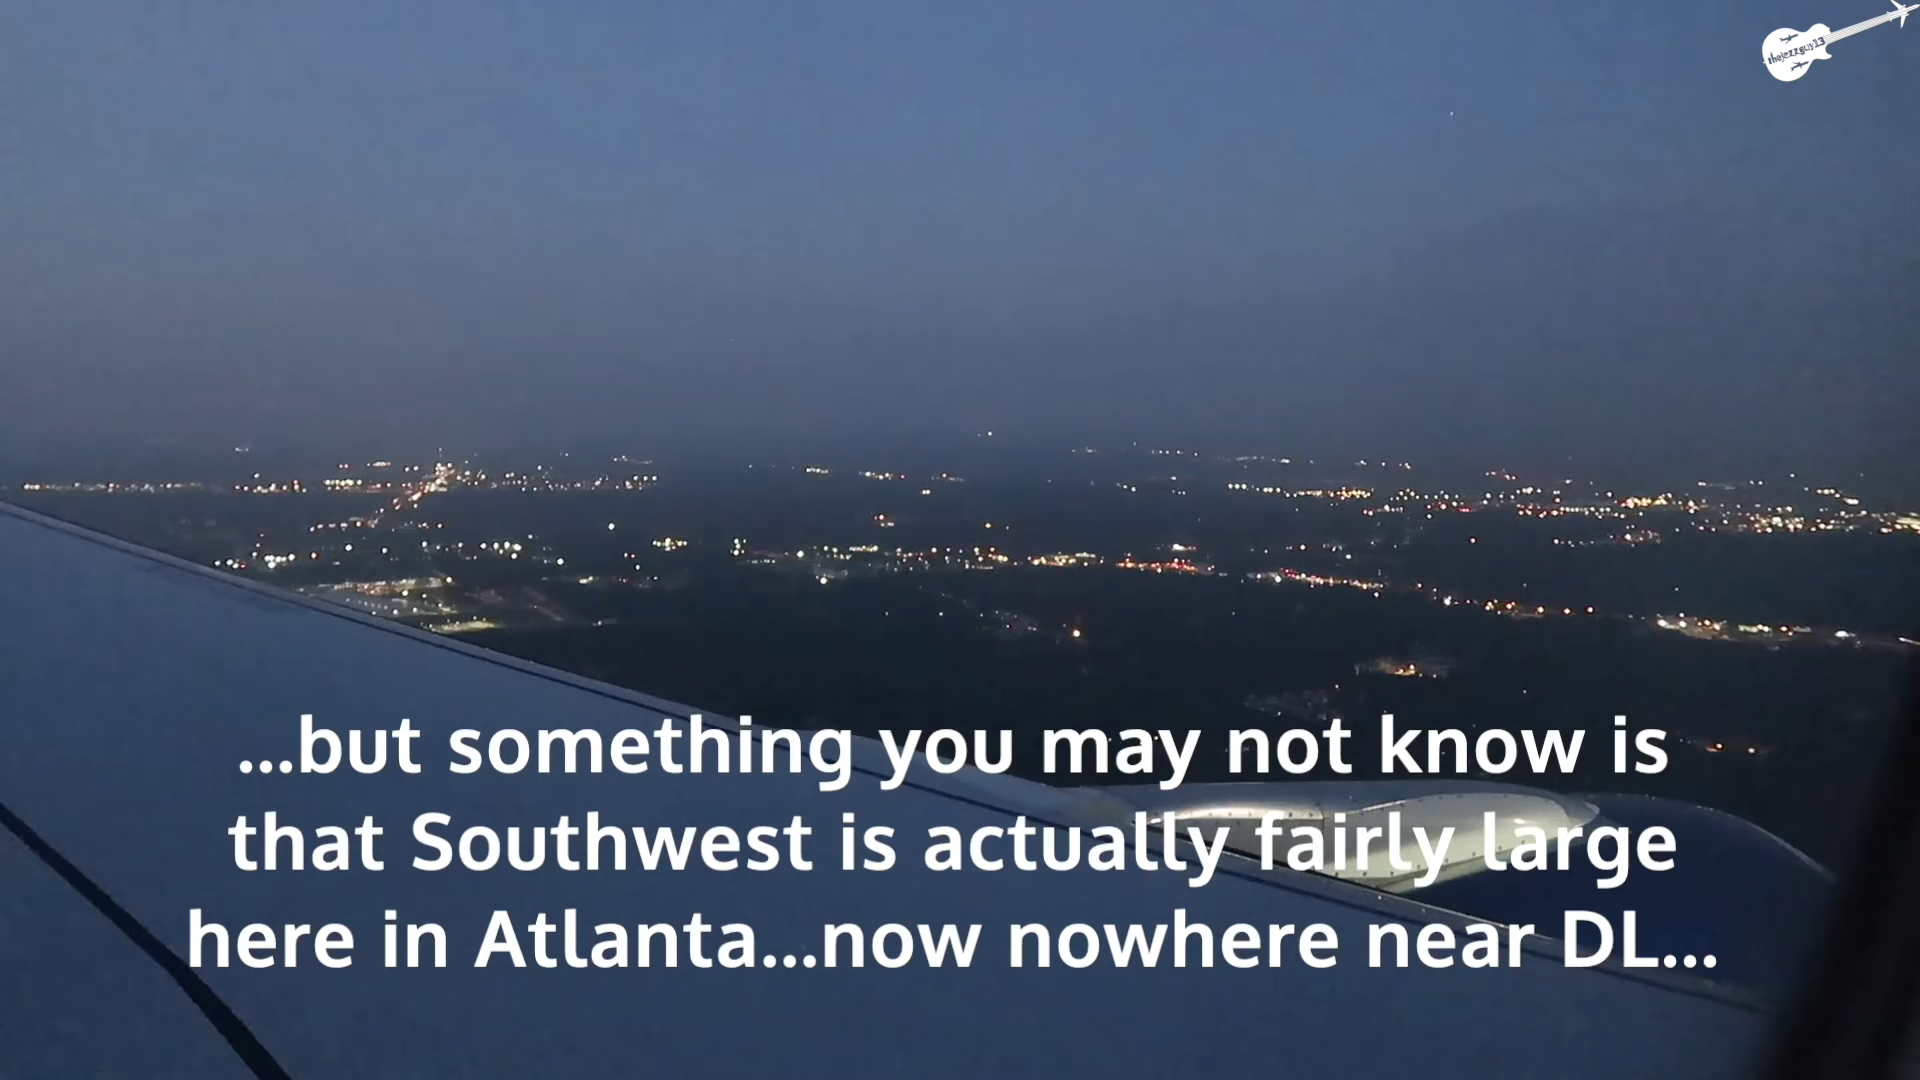 thejazzguy13
...but something you may not know is
that Southwest is actually fairly large
here in Atlanta...now nowhere near DL...